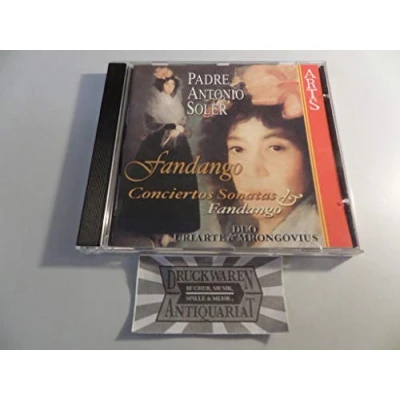 PADRE
ANTONIO
SOLER
ARTS
Fandango
Conciertos Sonatas &
Fandango
DUO
URIARTE & MRONGOVIUS
DRUCKWAREN
BÜCHER, MUSIK,
SPIELE & MEHR..
ANTIQUARIAT